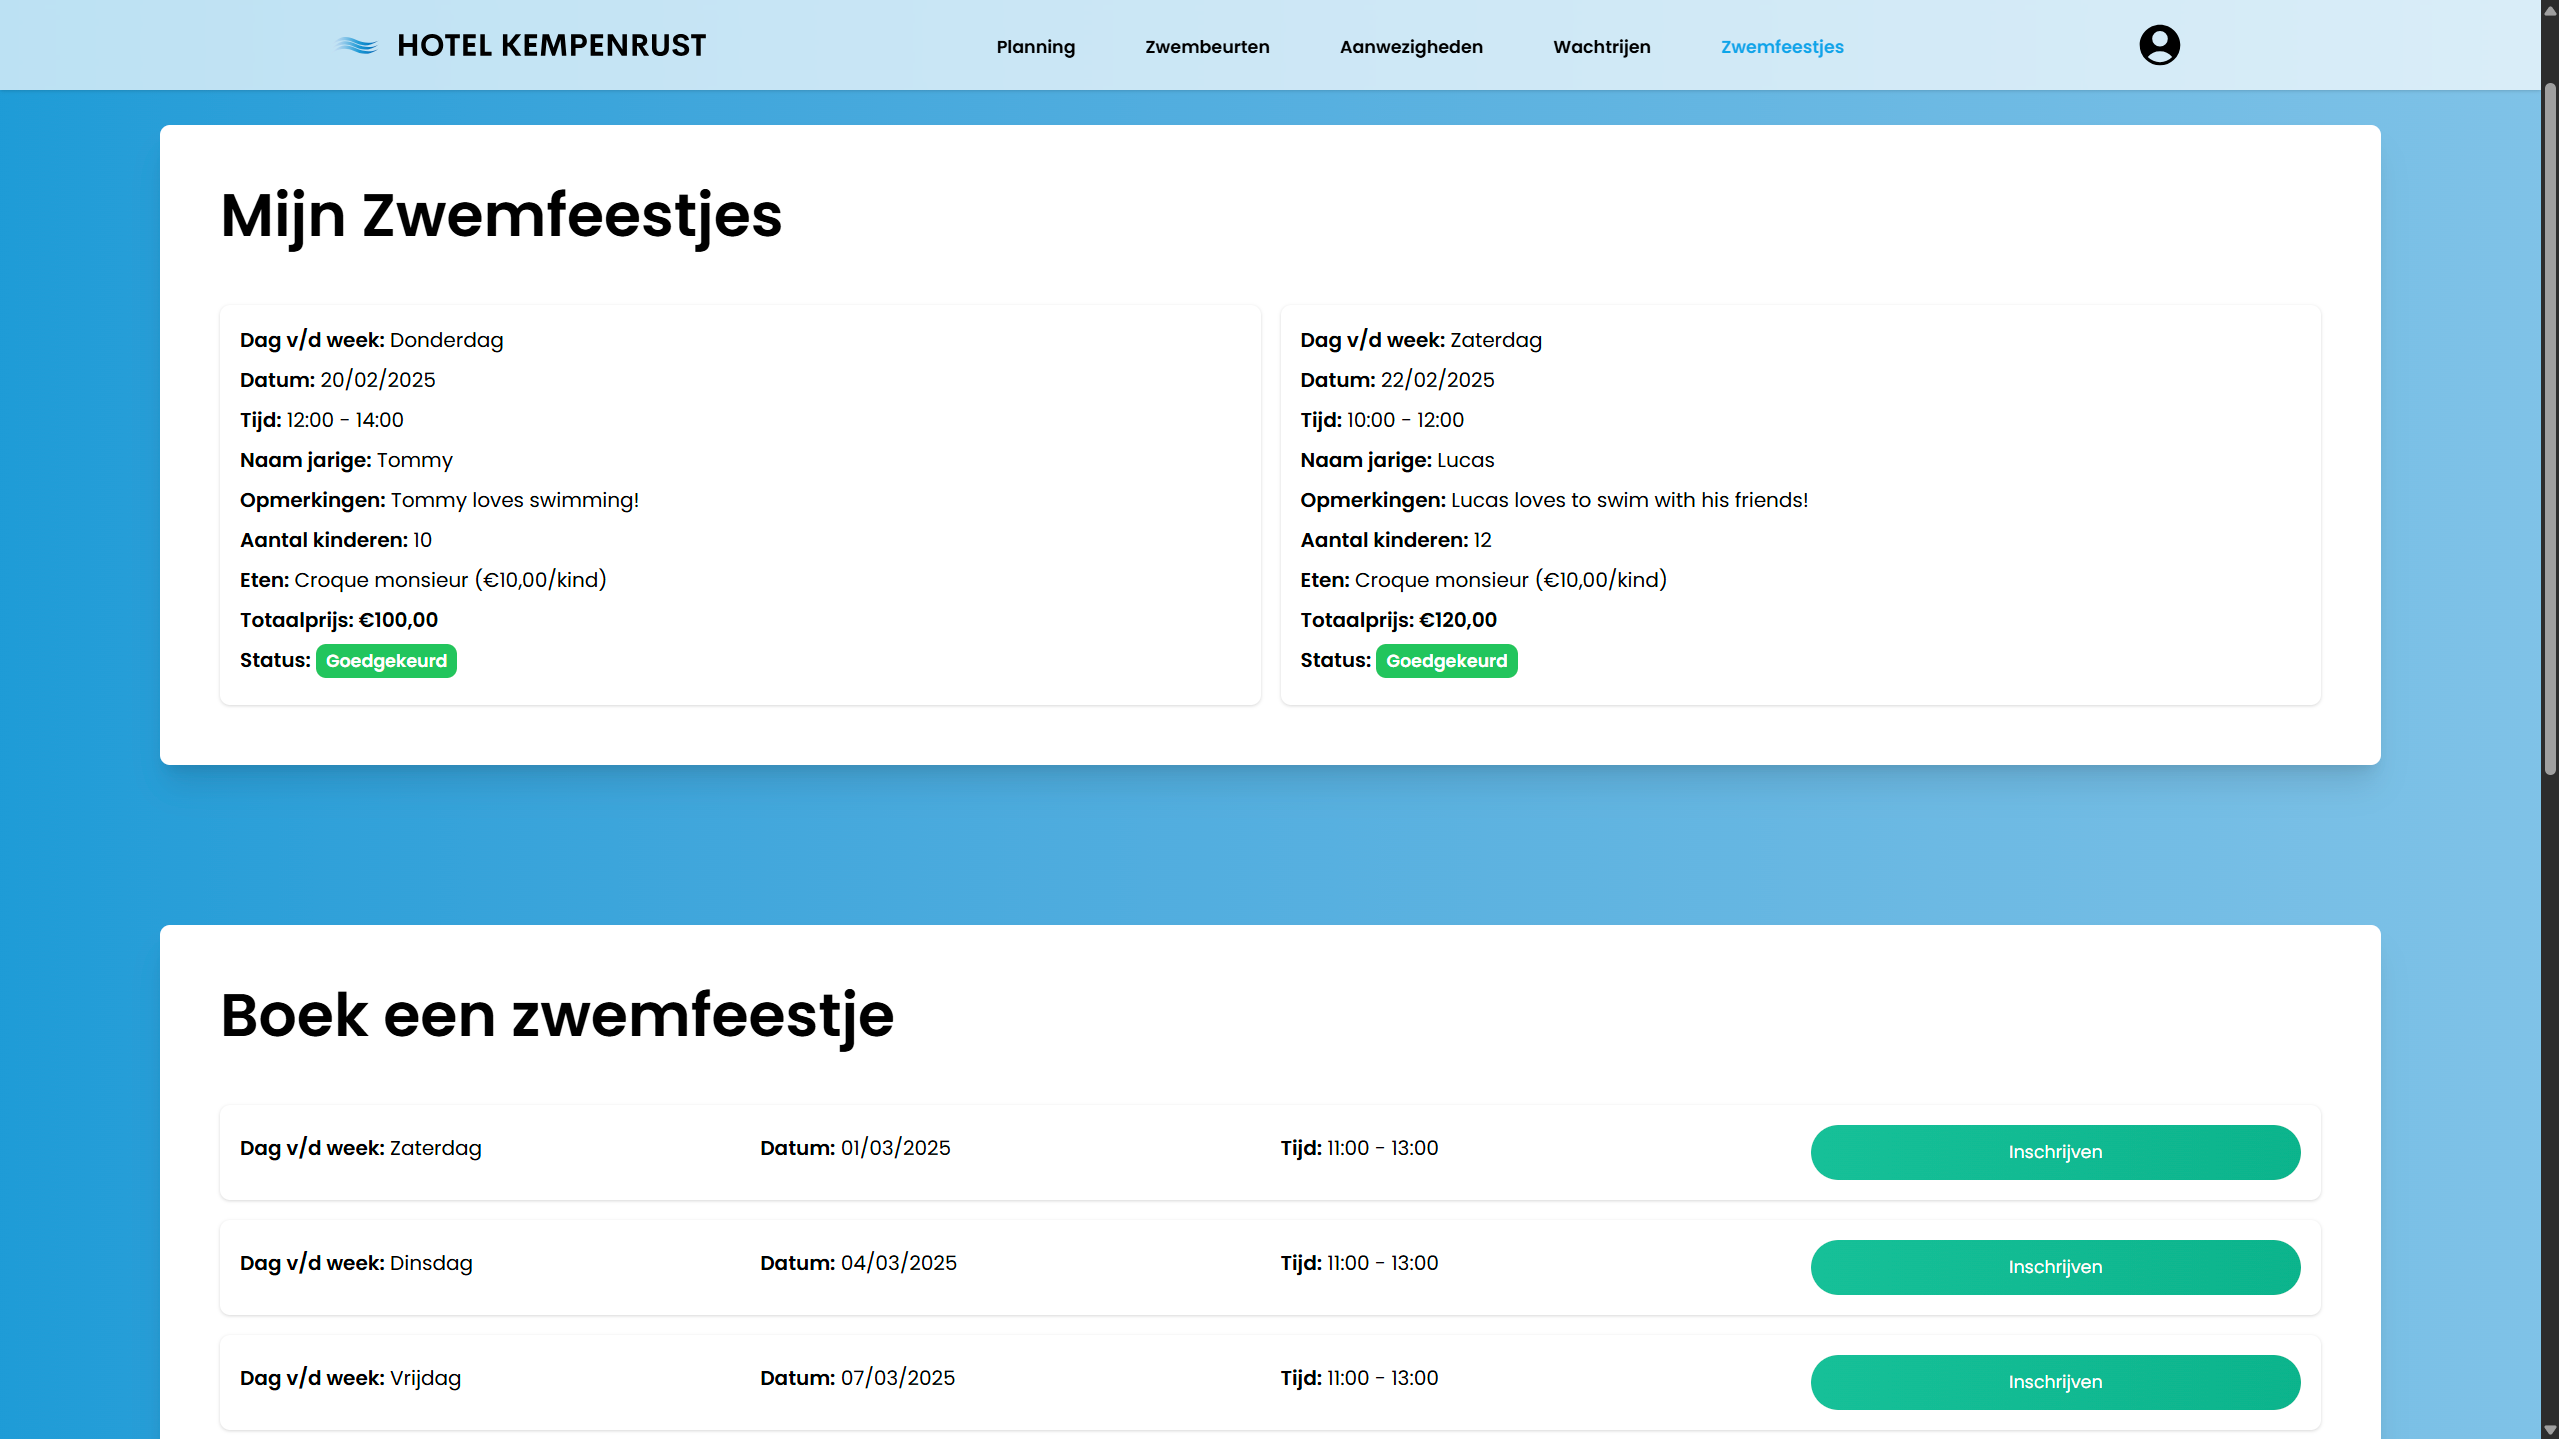 HOTEL KEMPENRUST
Planning Zwembeurten Aanwezigheden Wachtrijen Zwemfeestjes
Mijn Zwemfeestjes
Dag v/d week: Donderdag
Datum: 20/02/2025
Tijd: 12:00 - 14:00
Naam jarige: Tommy
Opmerkingen: Tommy loves swimming!
Aantal kinderen: 10
Eten: Croque monsieur (€10,00/kind)
Totaalprijs: €100,00
Status: Goedgekeurd
Dag v/d week: Zaterdag
Datum: 22/02/2025
Tijd: 10:00 - 12:00
Naam jarige: Lucas
Opmerkingen: Lucas loves to swim with his friends!
Aantal kinderen: 12
Eten: Croque monsieur (€10,00/kind)
Totaalprijs: €120,00
Status: Goedgekeurd
Boek een zwemfeestje
Dag v/d week: Zaterdag Datum: 01/03/2025 Tijd: 11:00 - 13:00 Inschrijven
Dag v/d week: Dinsdag Datum: 04/03/2025 Tijd: 11:00 - 13:00 Inschrijven
Dag v/d week: Vrijdag Datum: 07/03/2025 Tijd: 11:00 - 13:00 Inschrijven